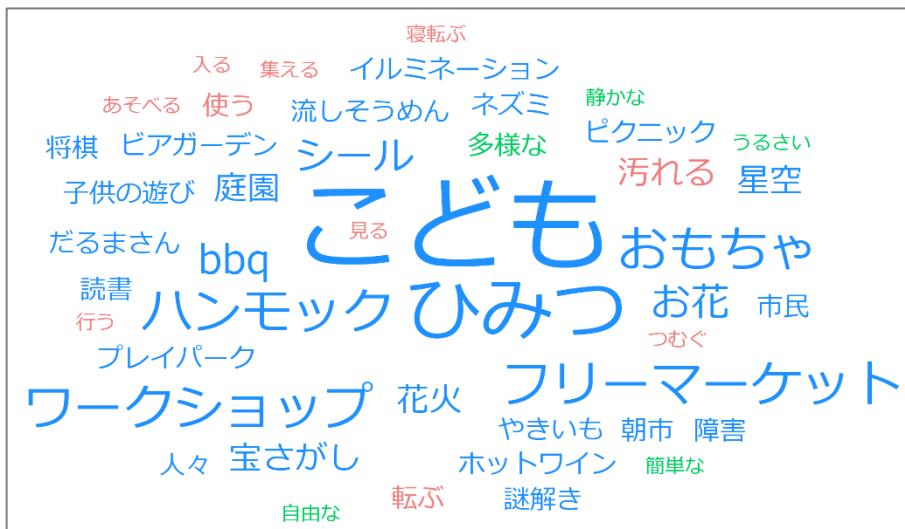 寝転ぶ
入る 集える イルミネーション
あそべる 使う 流しそうめん ネズミ 静かな
将棋 ビアガーデン シール 多様な ピクニック うるさい
子供の遊び 庭園 こども 汚れる 星空
だるまさん bbq 見る おもちゃ
読書 ハンモック ひみつ お花 市民
行う つむぐ
プレイパーク
ワークショップ 花火 フリーマーケット
やきいも 朝市 障害
人々 宝さがし ホットワイン 簡単な
自由な 転ぶ 謎解き